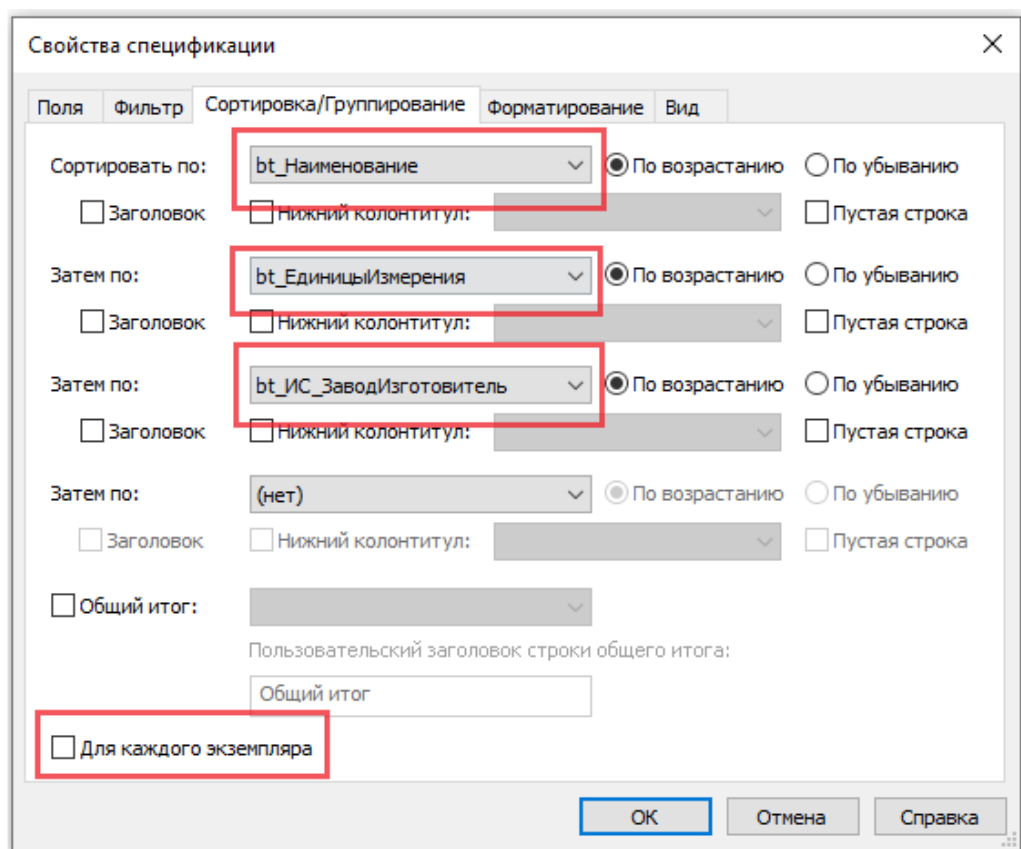 Свойства спецификации
Поля Фильтр Сортировка/Группирование Форматирование Вид
Сортировать по: bt_Наименование По возрастанию По убыванию
Заголовок Нижний колонтитул: Пустая строка
Затем по: bt_ЕдиницыИзмерения По возрастанию По убыванию
Заголовок Нижний колонтитул: Пустая строка
Затем по: bt_ИС_ЗаводИзготовитель По возрастанию По убыванию
Заголовок Нижний колонтитул: Пустая строка
Затем по: (нет) По возрастанию По убыванию
Заголовок Нижний колонтитул: Пустая строка
Общий итог:
Пользовательский заголовок строки общего итога:
Общий итог
Для каждого экземпляра
ОК Отмена Справка